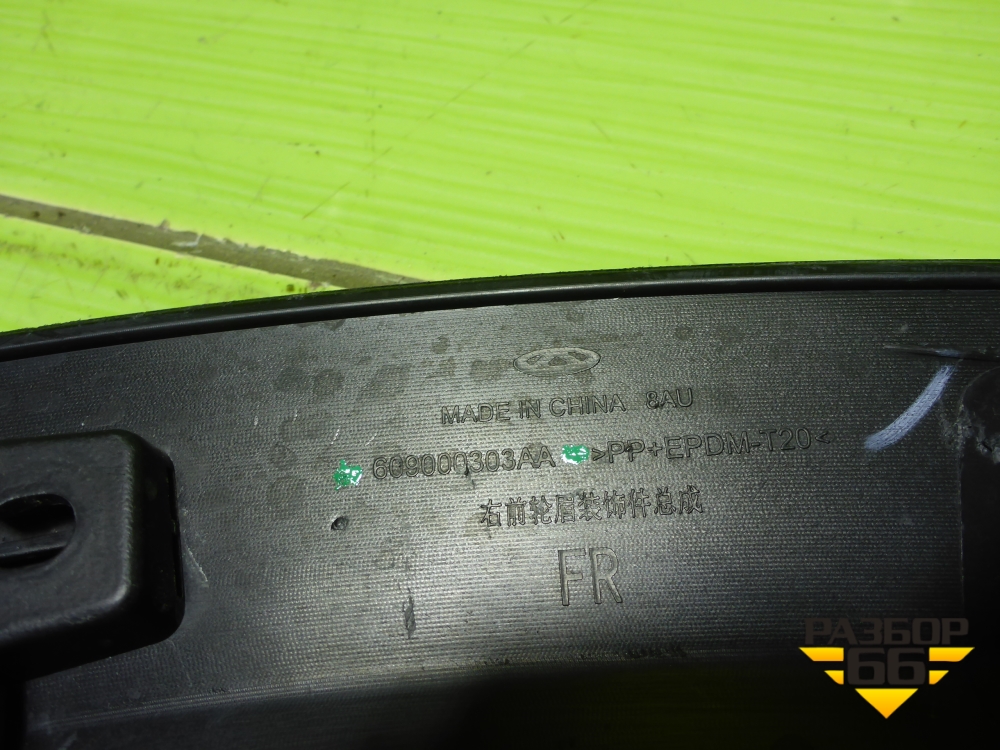 MADE IN CHINA 8AU
609000303AA >PP+EPDM-T20<
右前轮眉装饰件总成
FR
РАЗБОР
66